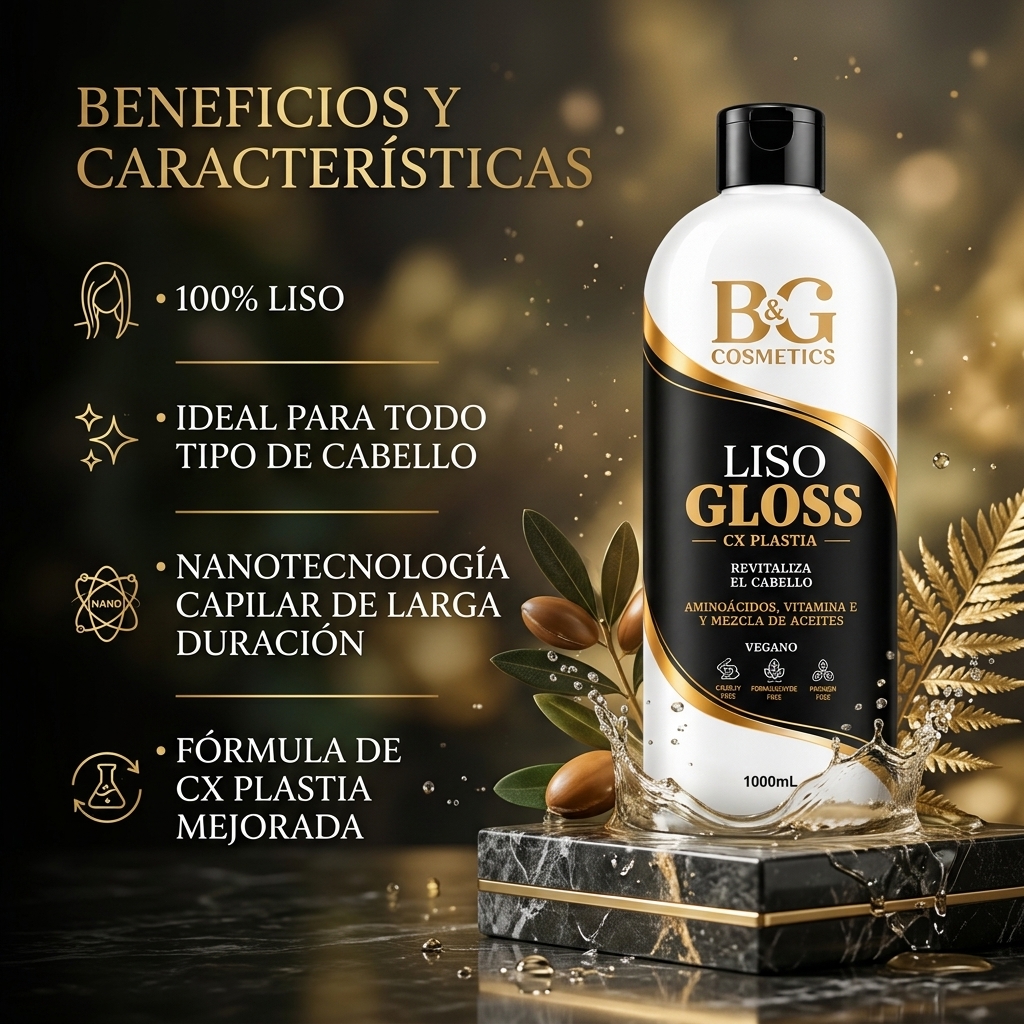 BENEFICIOS Y
CARACTERÍSTICAS
• 100% LISO
• IDEAL PARA TODO
TIPO DE CABELLO
NANO
• NANOTECNOLOGÍA
CAPILAR DE LARGA
DURACIÓN
• FÓRMULA DE
CX PLASTIA
MEJORADA
B&G
COSMETICS
LISO
GLOSS
CX PLASTIA
REVITALIZA
EL CABELLO
AMINOÁCIDOS, VITAMINA E
Y MEZCLA DE ACEITES
VEGANO
FREE
1000mL